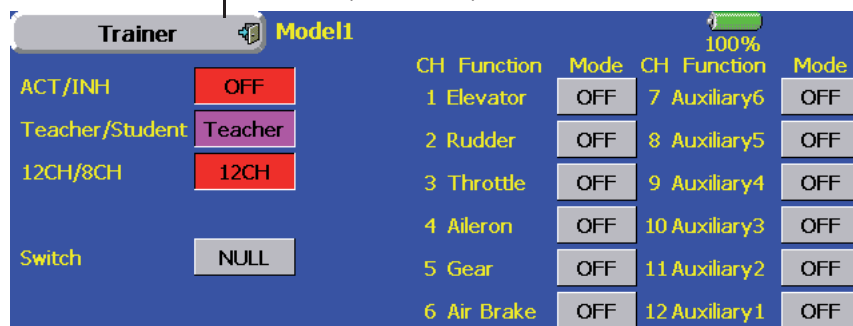 Trainer
Model1
100%
ACT/INH OFF
Teacher/Student Teacher
12CH/8CH 12CH
Switch NULL
CH Function Mode CH Function Mode
1 Elevator OFF 7 Auxiliary6 OFF
2 Rudder OFF 8 Auxiliary5 OFF
3 Throttle OFF 9 Auxiliary4 OFF
4 Aileron OFF 10 Auxiliary3 OFF
5 Gear OFF 11 Auxiliary2 OFF
6 Air Brake OFF 12 Auxiliary1 OFF